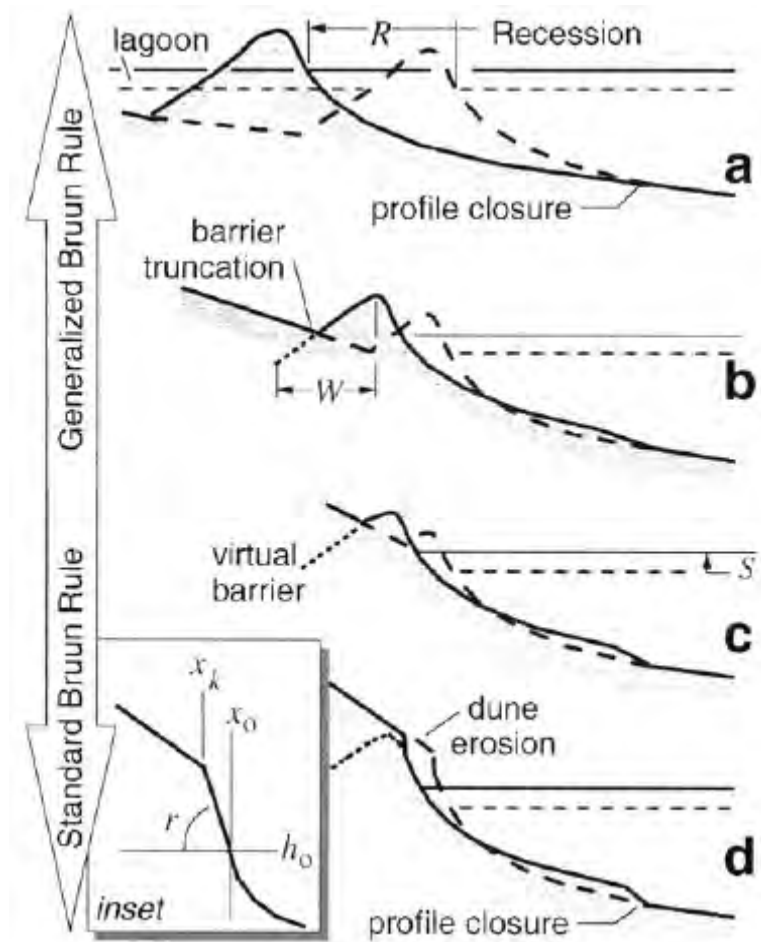 lagoon
R
Recession
a
profile closure
Generalized Bruun Rule
barrier
truncation
b
W
virtual
barrier
S
c
Standard Bruun Rule
x_k
x_o
r
h_o
inset
dune
erosion
d
profile closure